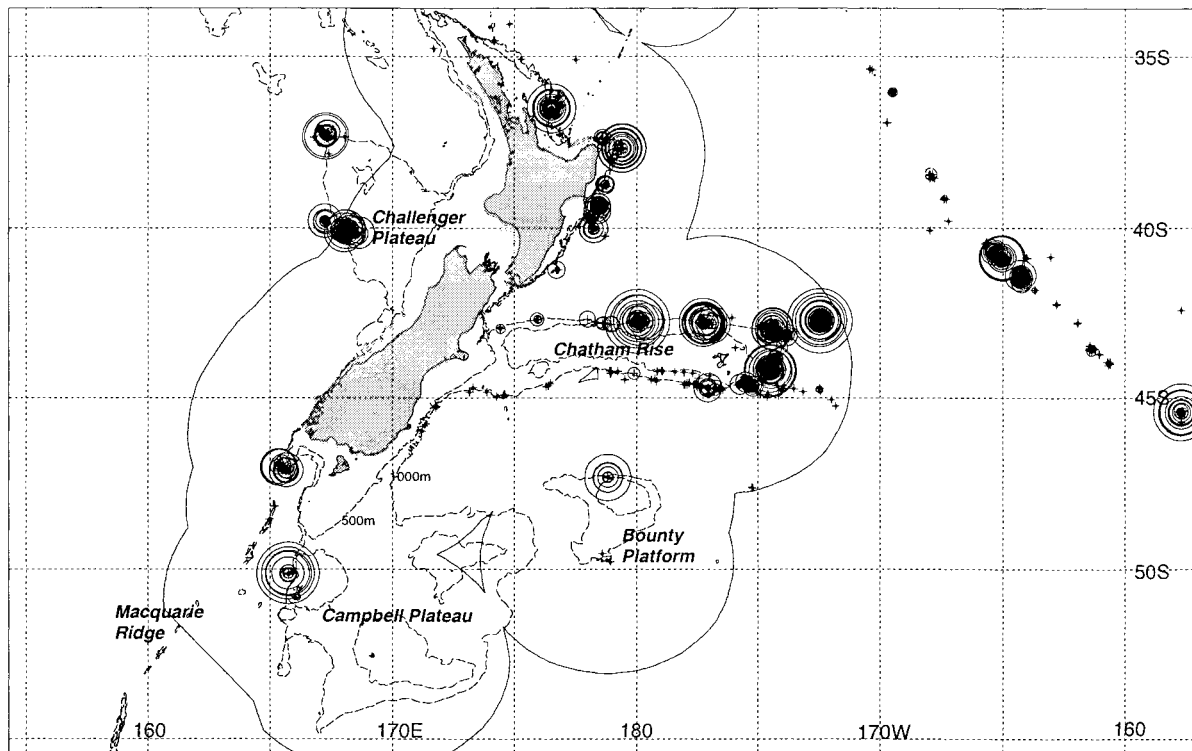 35S
Challenger
Plateau
40S
Chatham Rise
45S
1000m
500m
Bounty
Platform
50S
Macquarie
Ridge
Campbell Plateau
160
170E
180
170W
160